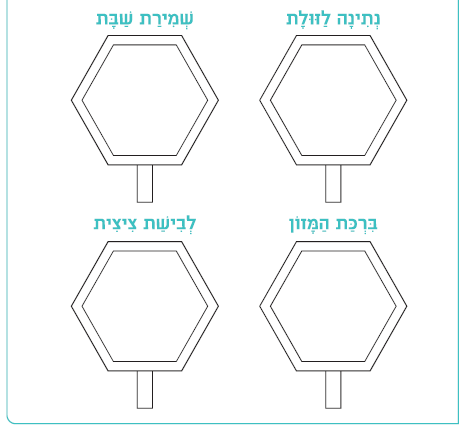 נְתִינָה לַזּוּלָת
שְׁמִירַת שַׁבָּת
בִּרְכַּת הַמָּזוֹן
לְבִישַׁת צִיצִית